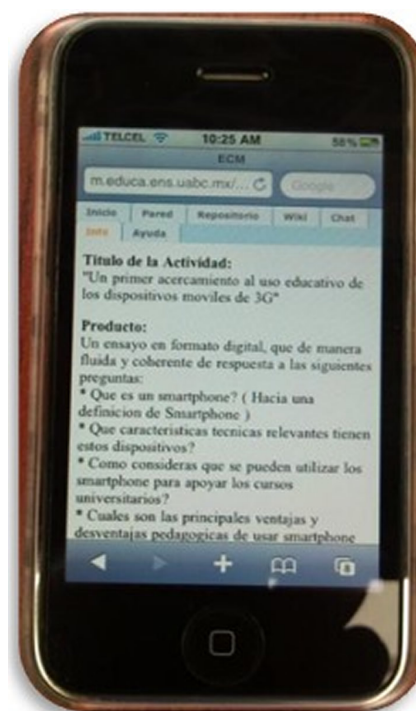 TELCEL 10:25 AM 56%
ECM
m.educa.ens.uabc.mx/... Google
Inicio Pared Repositorio Wiki Chat
Info Ayuda
Titulo de la Actividad:
"Un primer acercamiento al uso educativo de
los dispositivos moviles de 3G"
Producto:
Un ensayo en formato digital, que de manera
fluida y coherente de respuesta a las siguientes
preguntas:
* Que es un smartphone? ( Hacia una
definicion de Smartphone )
* Que caracteristicas tecnicas relevantes tienen
estos dispositivos?
* Como consideras que se pueden utilizar los
smartphone para apoyar los cursos
universitarios?
* Cuales son las principales ventajas y
desventajas pedagogicas de usar smartphone